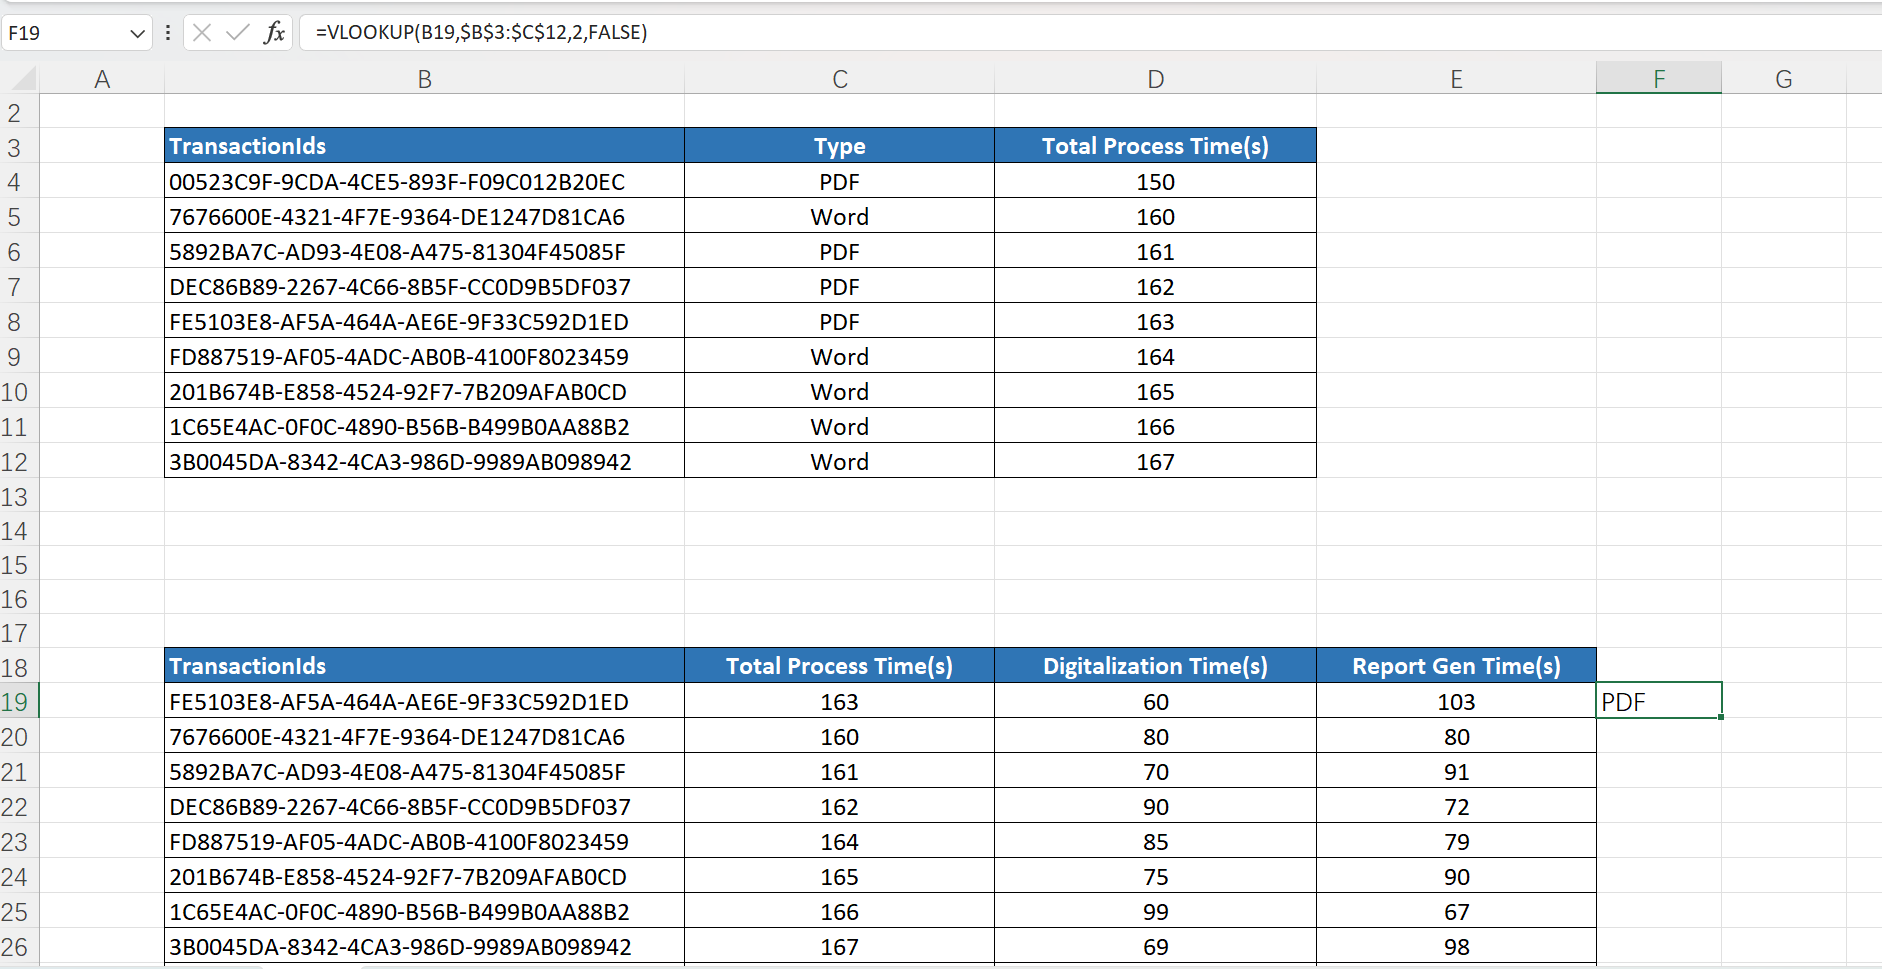 F19 fx =VLOOKUP(B19,$B$3:$C$12,2,FALSE)
A B C D E F G
2
3 TransactionIds Type Total Process Time(s)
4 00523C9F-9CDA-4CE5-893F-F09C012B20EC PDF 150
5 7676600E-4321-4F7E-9364-DE1247D81CA6 Word 160
6 5892BA7C-AD93-4E08-A475-81304F45085F PDF 161
7 DEC86B89-2267-4C66-8B5F-CC0D9B5DF037 PDF 162
8 FE5103E8-AF5A-464A-AE6E-9F33C592D1ED PDF 163
9 FD887519-AF05-4ADC-AB0B-4100F8023459 Word 164
10 201B674B-E858-4524-92F7-7B209AFAB0CD Word 165
11 1C65E4AC-0F0C-4890-B56B-B499B0AA88B2 Word 166
12 3B0045DA-8342-4CA3-986D-9989AB098942 Word 167
13
14
15
16
17
18 TransactionIds Total Process Time(s) Digitalization Time(s) Report Gen Time(s)
19 FE5103E8-AF5A-464A-AE6E-9F33C592D1ED 163 60 103 PDF
20 7676600E-4321-4F7E-9364-DE1247D81CA6 160 80 80
21 5892BA7C-AD93-4E08-A475-81304F45085F 161 70 91
22 DEC86B89-2267-4C66-8B5F-CC0D9B5DF037 162 90 72
23 FD887519-AF05-4ADC-AB0B-4100F8023459 164 85 79
24 201B674B-E858-4524-92F7-7B209AFAB0CD 165 75 90
25 1C65E4AC-0F0C-4890-B56B-B499B0AA88B2 166 99 67
26 3B0045DA-8342-4CA3-986D-9989AB098942 167 69 98